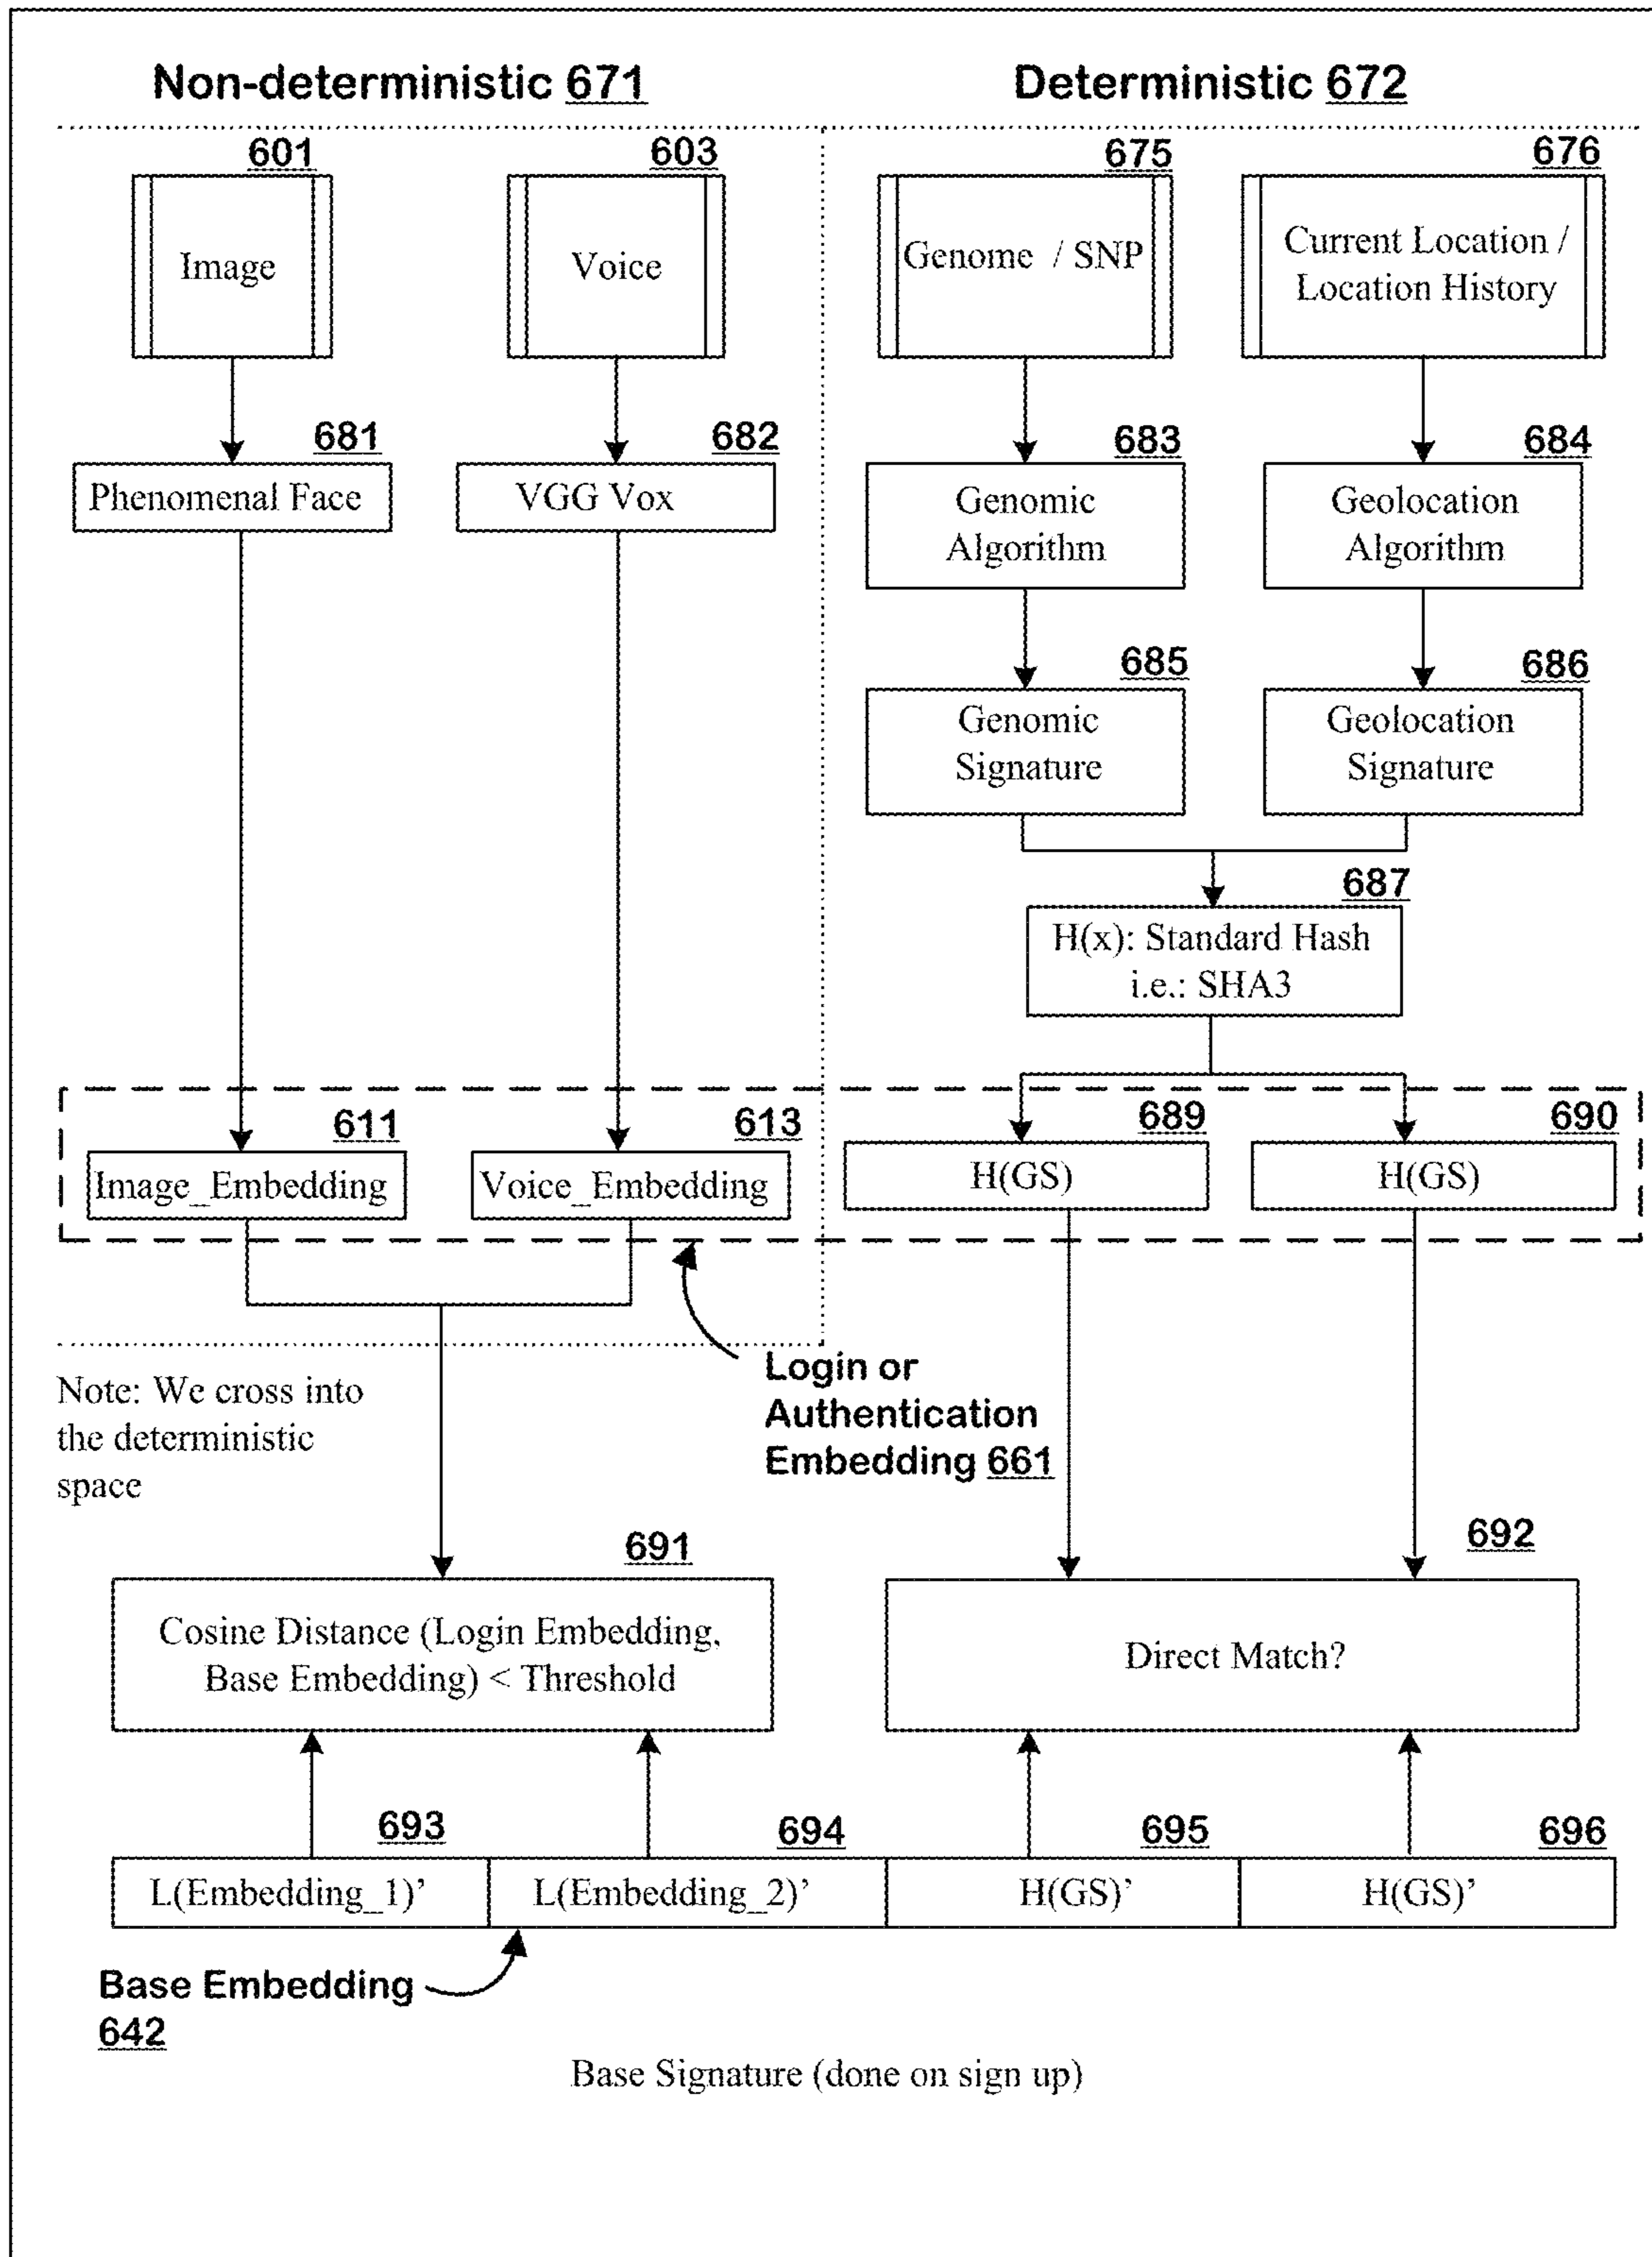 Non-deterministic 671
Deterministic 672
601
603
675
676
Image
Voice
Genome / SNP
Current Location /
Location History
681
682
683
684
Phenomenal Face
VGG Vox
Genomic
Algorithm
Geolocation
Algorithm
685
686
Genomic
Signature
Geolocation
Signature
687
H(x): Standard Hash
i.e.: SHA3
611
613
689
690
Image_Embedding
Voice_Embedding
H(GS)
H(GS)
Note: We cross into
the deterministic
space
Login or
Authentication
Embedding 661
691
692
Cosine Distance (Login Embedding,
Base Embedding) < Threshold
Direct Match?
693
694
695
696
L(Embedding_1)’
L(Embedding_2)’
H(GS)’
H(GS)’
Base Embedding
642
Base Signature (done on sign up)